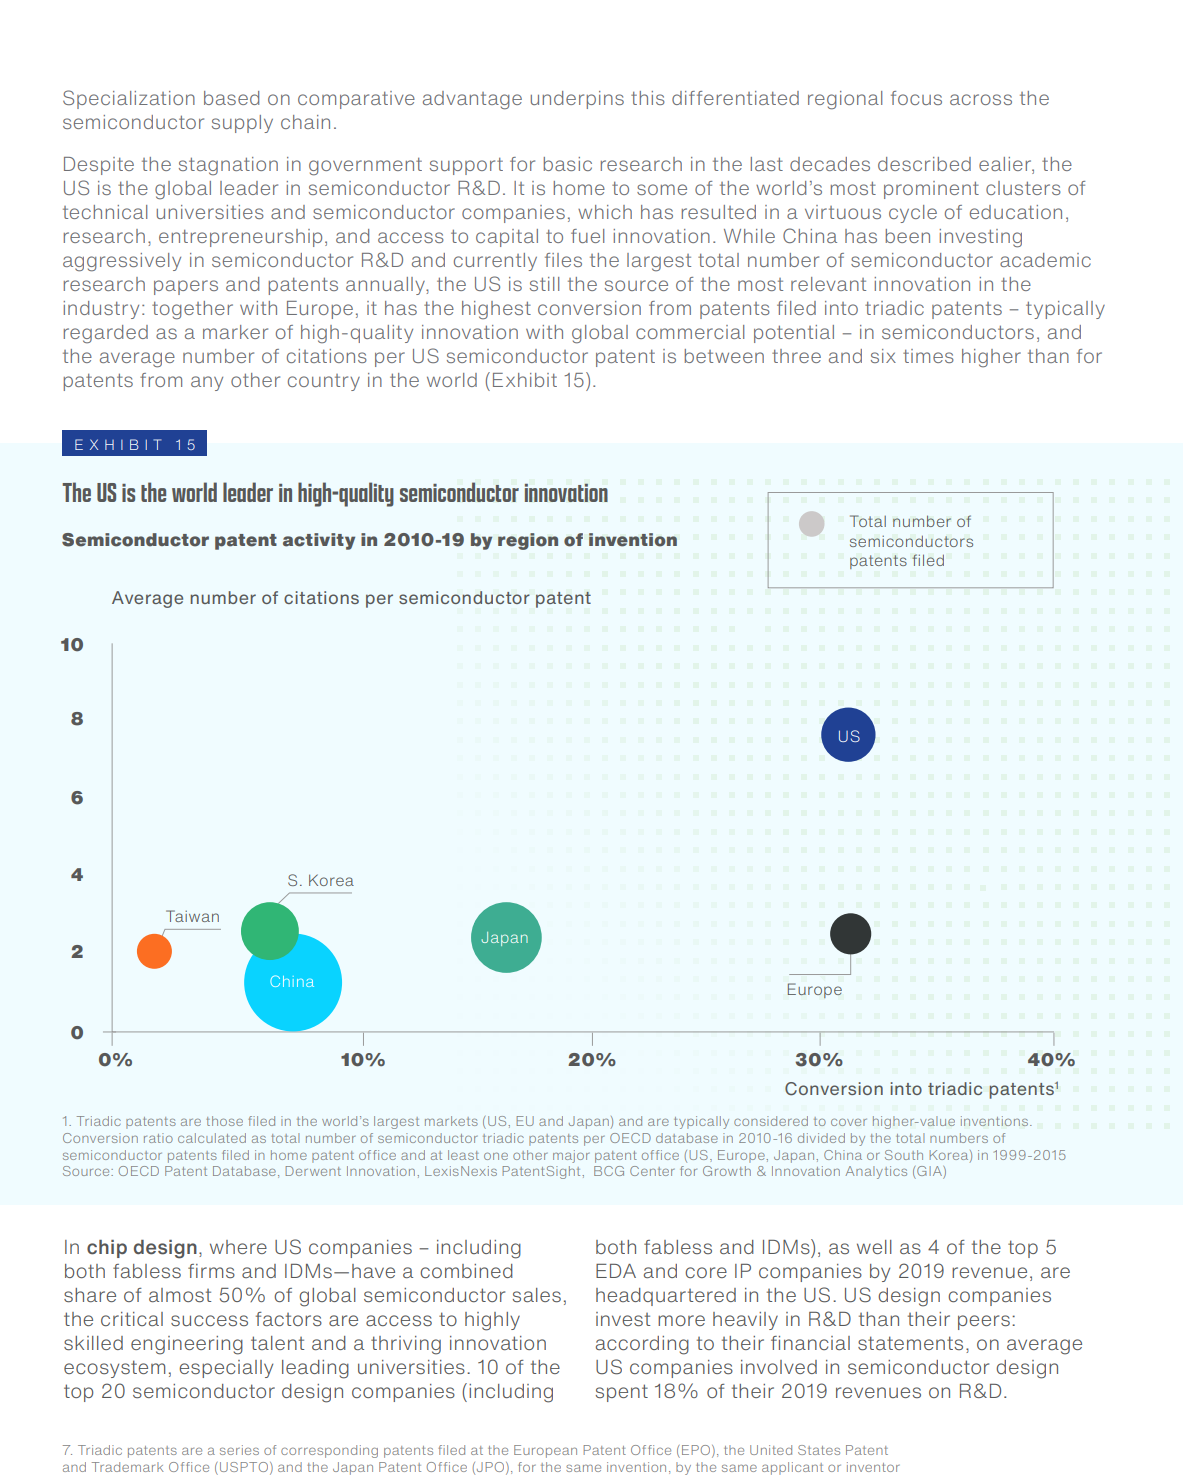 Specialization based on comparative advantage underpins this differentiated regional focus across the
semiconductor supply chain.
Despite the stagnation in government support for basic research in the last decades described ealier, the
US is the global leader in semiconductor R&D. It is home to some of the world's most prominent clusters of
technical universities and semiconductor companies, which has resulted in a virtuous cycle of education,
research, entrepreneurship, and access to capital to fuel innovation. While China has been investing
aggressively in semiconductor R&D and currently files the largest total number of semiconductor academic
research papers and patents annually, the US is still the source of the most relevant innovation in the
industry: together with Europe, it has the highest conversion from patents filed into triadic patents – typically
regarded as a marker of high-quality innovation with global commercial potential – in semiconductors, and
the average number of citations per US semiconductor patent is between three and six times higher than for
patents from any other country in the world (Exhibit 15).
EXHIBIT 15
The US is the world leader in high-quality semiconductor innovation
Semiconductor patent activity in 2010-19 by region of invention
Total number of
semiconductors
patents filed
Average number of citations per semiconductor patent
10
8
6
4
2
0
US
S. Korea
Taiwan
Japan
China
Europe
0%
10%
20%
30%
40%
Conversion into triadic patents¹
1. Triadic patents are those filed in the world's largest markets (US, EU and Japan) and are typically considered to cover higher-value inventions.
Conversion ratio calculated as total number of semiconductor triadic patents per OECD database in 2010-16 divided by the total numbers of
semiconductor patents filed in home patent office and at least one other major patent office (US, Europe, Japan, China or South Korea) in 1999-2015
Source: OECD Patent Database, Derwent Innovation, LexisNexis PatentSight, BCG Center for Growth & Innovation Analytics (GIA)
In chip design, where US companies – including
both fabless firms and IDMs—have a combined
share of almost 50% of global semiconductor sales,
the critical success factors are access to highly
skilled engineering talent and a thriving innovation
ecosystem, especially leading universities. 10 of the
top 20 semiconductor design companies (including
both fabless and IDMs), as well as 4 of the top 5
EDA and core IP companies by 2019 revenue, are
headquartered in the US. US design companies
invest more heavily in R&D than their peers:
according to their financial statements, on average
US companies involved in semiconductor design
spent 18% of their 2019 revenues on R&D.
7. Triadic patents are a series of corresponding patents filed at the European Patent Office (EPO), the United States Patent
and Trademark Office (USPTO) and the Japan Patent Office (JPO), for the same invention, by the same applicant or inventor